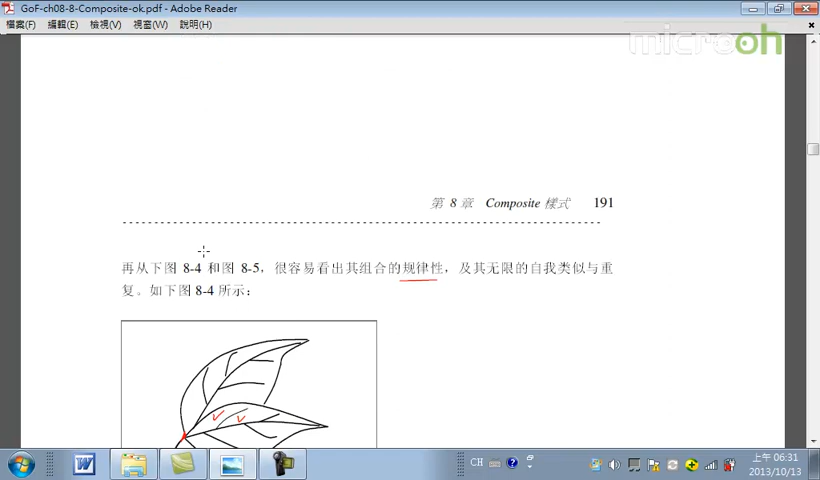 GoF-ch08-8-Composite-ok.pdf - Adobe Reader
檔案(F) 編輯(E) 檢視(V) 視窗(W) 說明(H)
microoh
第 8 章 Composite 樣式 191
再从下图 8-4 和图 8-5，很容易看出其组合的规律性，及其无限的自我类似与重
复。如下图 8-4 所示：
CH
上午 06:31
2013/10/13